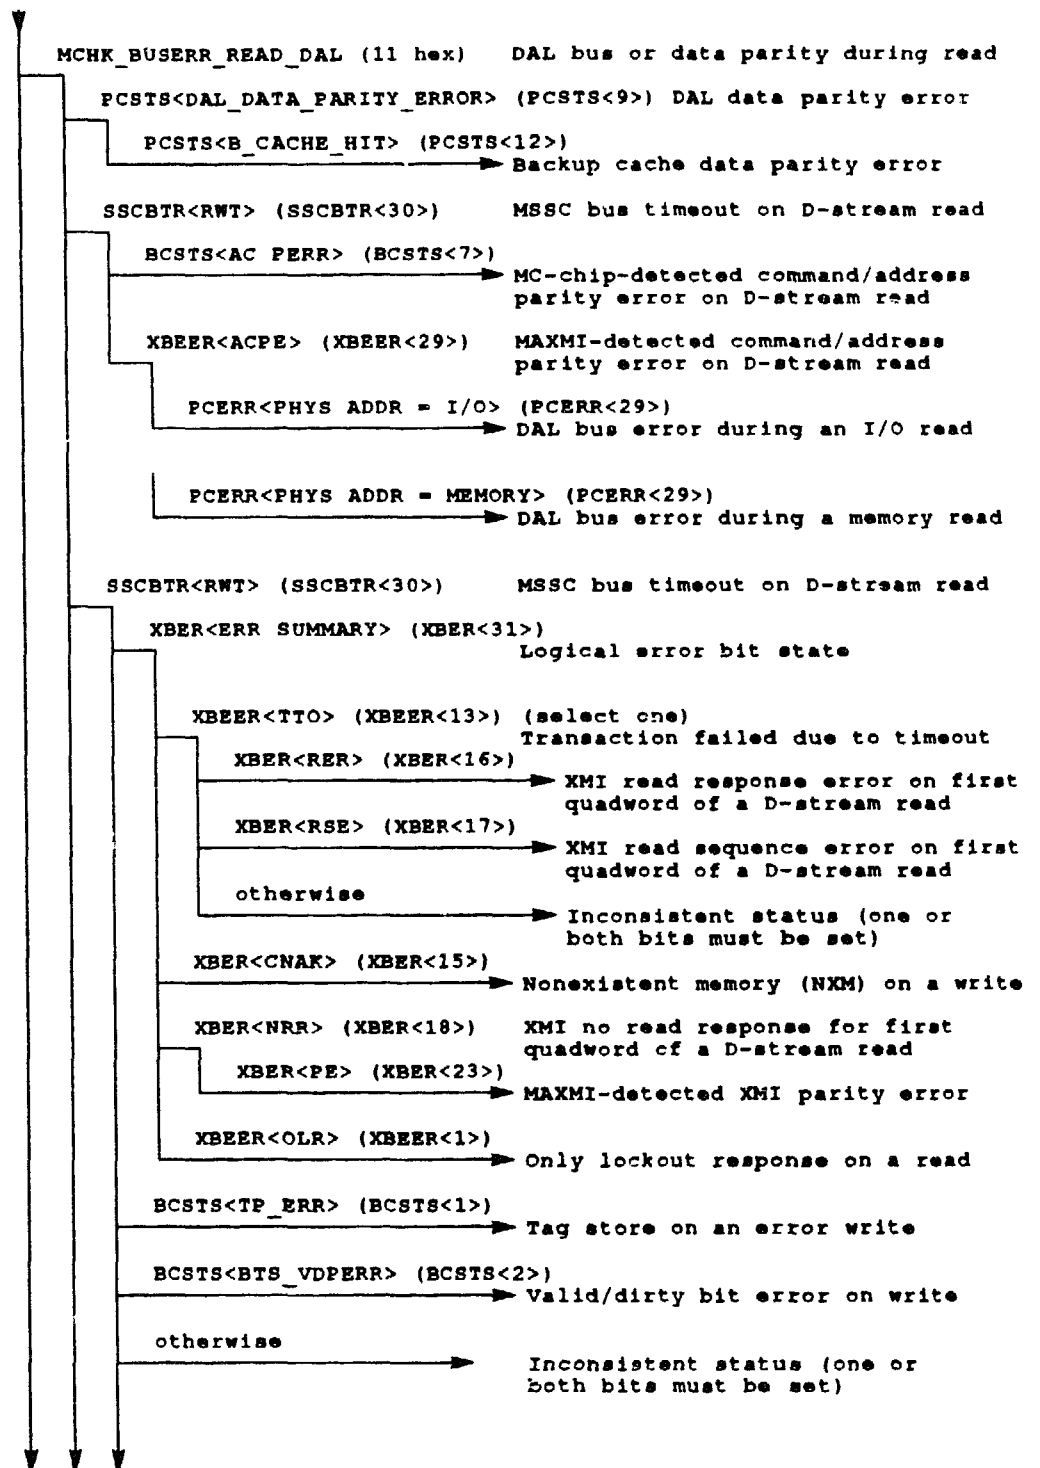 MCHK_BUSERR_READ_DAL (11 hex) DAL bus or data parity during read
PCSTS<DAL_DATA_PARITY_ERROR> (PCSTS<9>) DAL data parity error
PCSTS<B_CACHE_HIT> (PCSTS<12>)
Backup cache data parity error
SSCBTR<RWT> (SSCBTR<30>) MSSC bus timeout on D-stream read
BCSTS<AC PERR> (BCSTS<7>)
MC-chip-detected command/address
parity error on D-stream read
XBEER<ACPE> (XBEER<29>) MAXMI-detected command/address
parity error on D-stream read
PCERR<PHYS ADDR = I/O> (PCERR<29>)
DAL bus error during an I/O read
PCERR<PHYS ADDR = MEMORY> (PCERR<29>)
DAL bus error during a memory read
SSCBTR<RWT> (SSCBTR<30>) MSSC bus timeout on D-stream read
XBER<ERR SUMMARY> (XBER<31>)
Logical error bit state
XBEER<TTO> (XBEER<13>) (select one)
Transaction failed due to timeout
XBER<RER> (XBER<16>)
XMI read response error on first
quadword of a D-stream read
XBER<RSE> (XBER<17>)
XMI read sequence error on first
quadword of a D-stream read
otherwise
Inconsistent status (one or
both bits must be set)
XBER<CNAK> (XBER<15>)
Nonexistent memory (NXM) on a write
XBER<NRR> (XBER<18>) XMI no read response for first
quadword of a D-stream read
XBER<PE> (XBER<23>)
MAXMI-detected XMI parity error
XBEER<OLR> (XBEER<1>)
Only lockout response on a read
BCSTS<TP_ERR> (BCSTS<1>)
Tag store on an error write
BCSTS<BTS_VDPERR> (BCSTS<2>)
Valid/dirty bit error on write
otherwise
Inconsistent status (one or
both bits must be set)